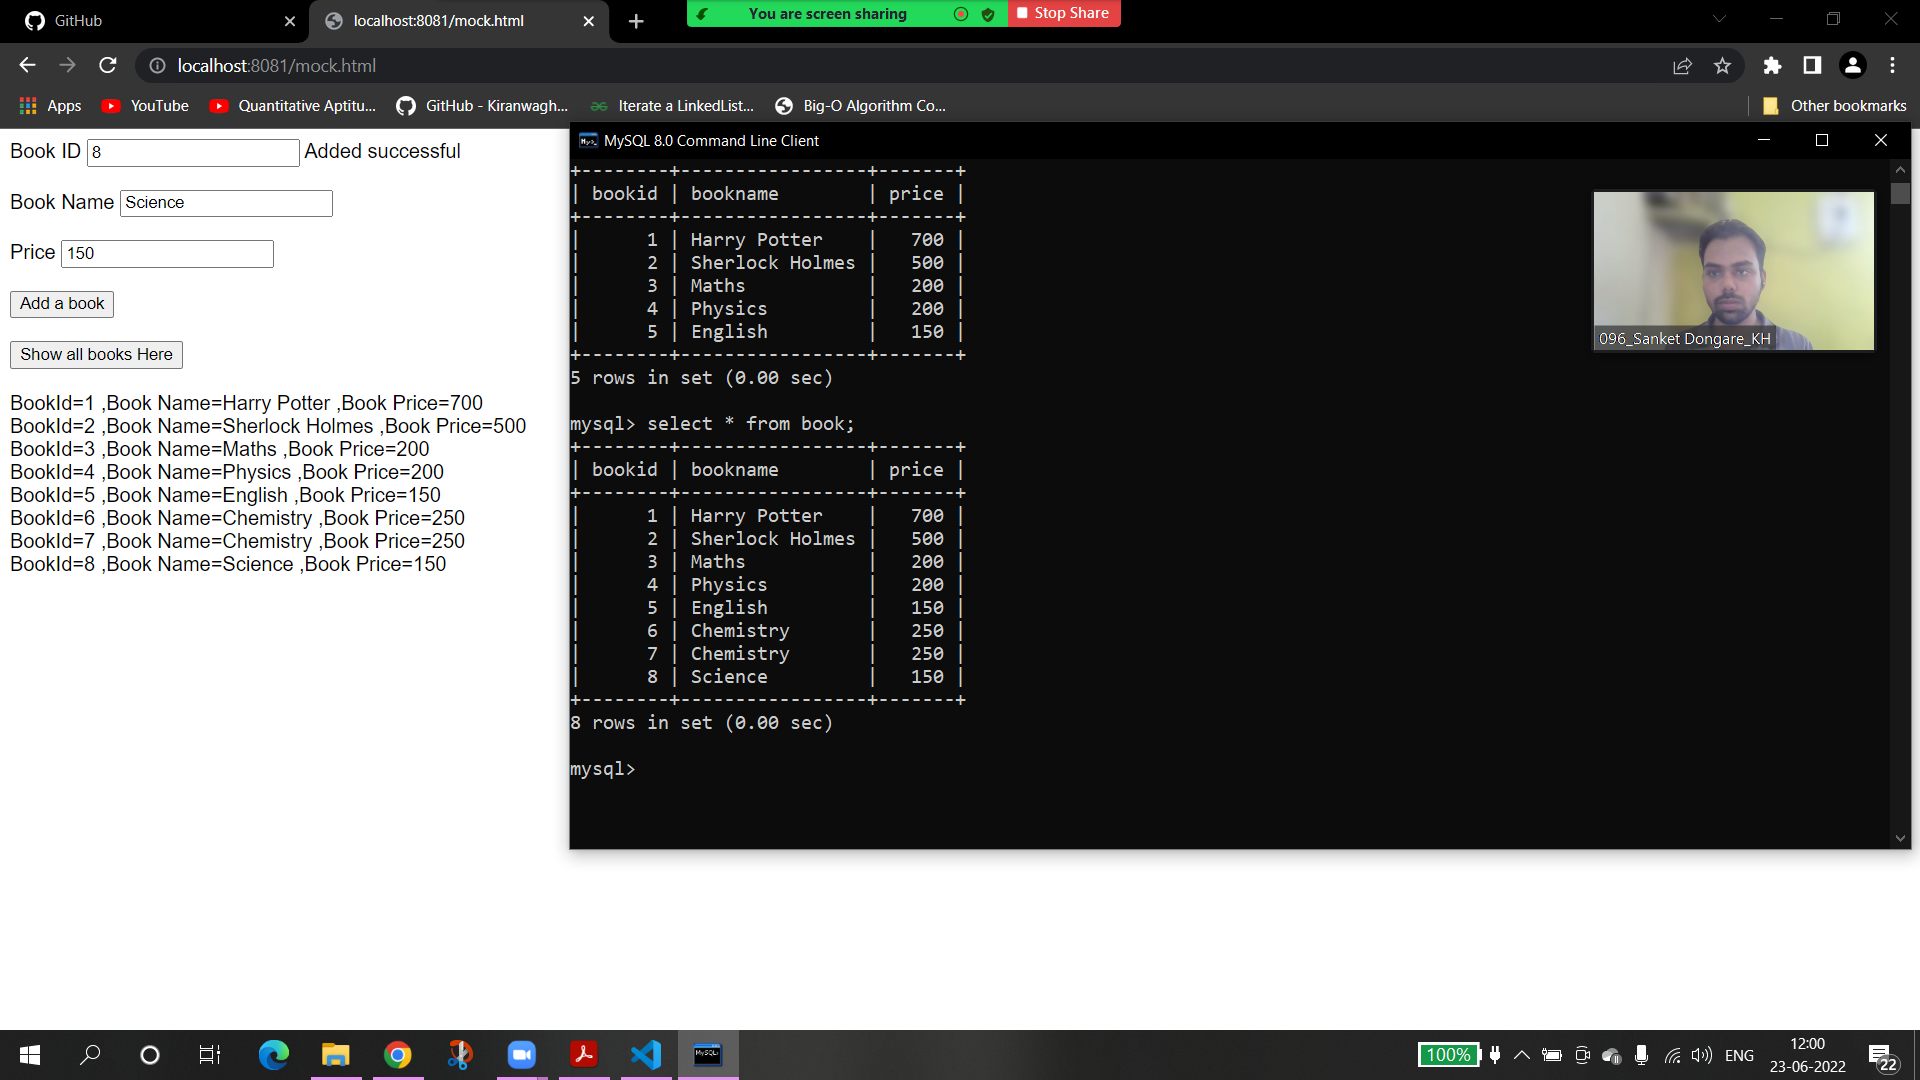 GitHub
localhost:8081/mock.html
You are screen sharing
Stop Share
localhost:8081/mock.html
Apps
YouTube
Quantitative Aptitu...
GitHub - Kiranwagh...
Iterate a LinkedList...
Big-O Algorithm Co...
Other bookmarks
Book ID 8 Added successful
Book Name Science
Price 150
Add a book
Show all books Here
BookId=1 ,Book Name=Harry Potter ,Book Price=700
BookId=2 ,Book Name=Sherlock Holmes ,Book Price=500
BookId=3 ,Book Name=Maths ,Book Price=200
BookId=4 ,Book Name=Physics ,Book Price=200
BookId=5 ,Book Name=English ,Book Price=150
BookId=6 ,Book Name=Chemistry ,Book Price=250
BookId=7 ,Book Name=Chemistry ,Book Price=250
BookId=8 ,Book Name=Science ,Book Price=150
MySQL 8.0 Command Line Client
+--------+-----------------+-------+
| bookid | bookname        | price |
+--------+-----------------+-------+
|      1 | Harry Potter    |   700 |
|      2 | Sherlock Holmes |   500 |
|      3 | Maths           |   200 |
|      4 | Physics         |   200 |
|      5 | English         |   150 |
+--------+-----------------+-------+
5 rows in set (0.00 sec)
mysql> select * from book;
+--------+-----------------+-------+
| bookid | bookname        | price |
+--------+-----------------+-------+
|      1 | Harry Potter    |   700 |
|      2 | Sherlock Holmes |   500 |
|      3 | Maths           |   200 |
|      4 | Physics         |   200 |
|      5 | English         |   150 |
|      6 | Chemistry       |   250 |
|      7 | Chemistry       |   250 |
|      8 | Science         |   150 |
+--------+-----------------+-------+
8 rows in set (0.00 sec)
mysql>
096_Sanket Dongare_KH
100%
ENG
12:00
23-06-2022
22